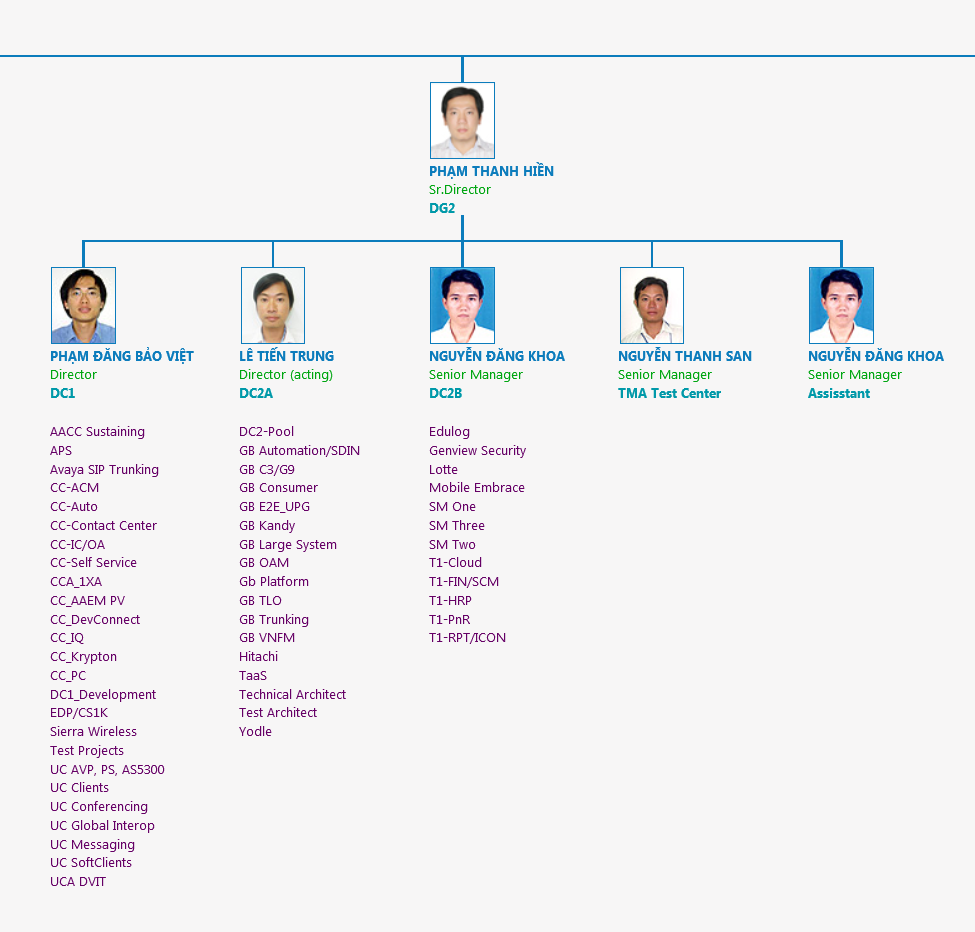 PHẠM THANH HIỀN
Sr.Director
DG2
PHẠM ĐĂNG BẢO VIỆT
Director
DC1
AACC Sustaining
APS
Avaya SIP Trunking
CC-ACM
CC-Auto
CC-Contact Center
CC-IC/OA
CC-Self Service
CCA_1XA
CC_AAEM PV
CC_DevConnect
CC_IQ
CC_Krypton
CC_PC
DC1_Development
EDP/CS1K
Sierra Wireless
Test Projects
UC AVP, PS, AS5300
UC Clients
UC Conferencing
UC Global Interop
UC Messaging
UC SoftClients
UCA DVIT
LÊ TIẾN TRUNG
Director (acting)
DC2A
DC2-Pool
GB Automation/SDIN
GB C3/G9
GB Consumer
GB E2E_UPG
GB Kandy
GB Large System
GB OAM
Gb Platform
GB TLO
GB Trunking
GB VNFM
Hitachi
TaaS
Technical Architect
Test Architect
Yodle
NGUYỄN ĐĂNG KHOA
Senior Manager
DC2B
Edulog
Genview Security
Lotte
Mobile Embrace
SM One
SM Three
SM Two
T1-Cloud
T1-FIN/SCM
T1-HRP
T1-PnR
T1-RPT/ICON
NGUYỄN THANH SAN
Senior Manager
TMA Test Center
NGUYỄN ĐĂNG KHOA
Senior Manager
Assisstant